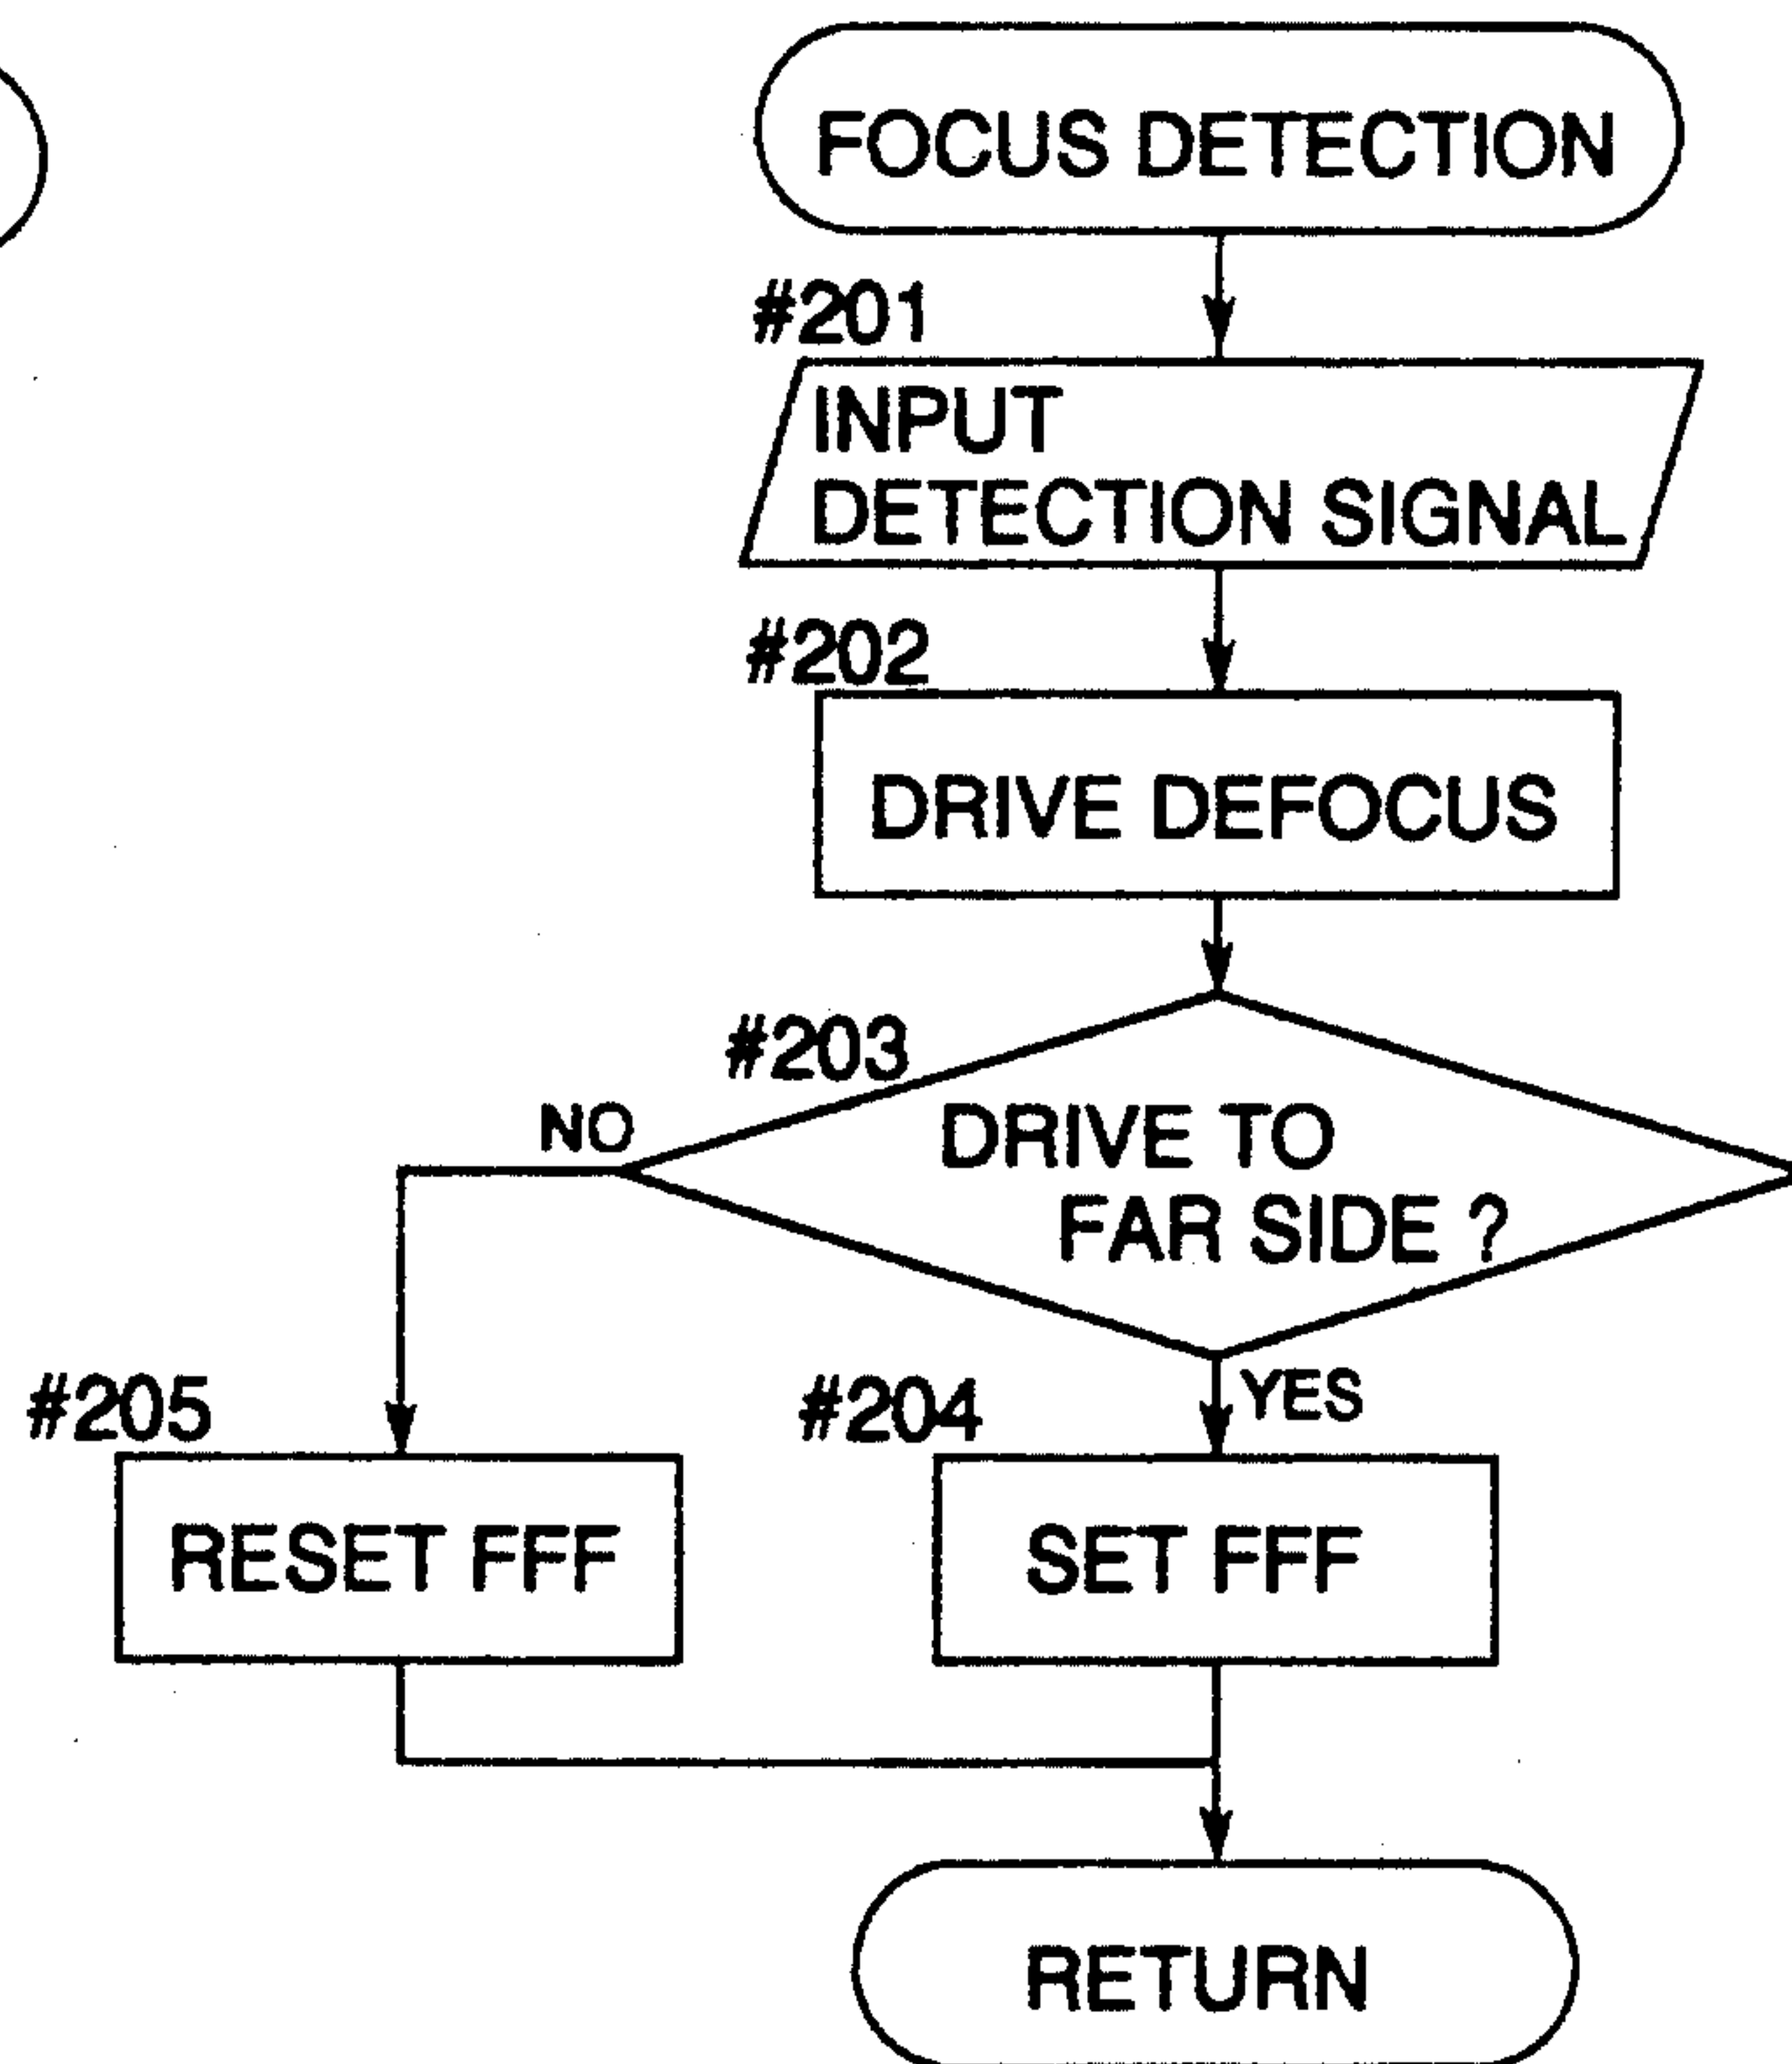 FOCUS DETECTION
#201
INPUT
DETECTION SIGNAL
#202
DRIVE DEFOCUS
#203
NO
DRIVE TO
FAR SIDE ?
YES
#205
#204
RESET FFF
SET FFF
RETURN